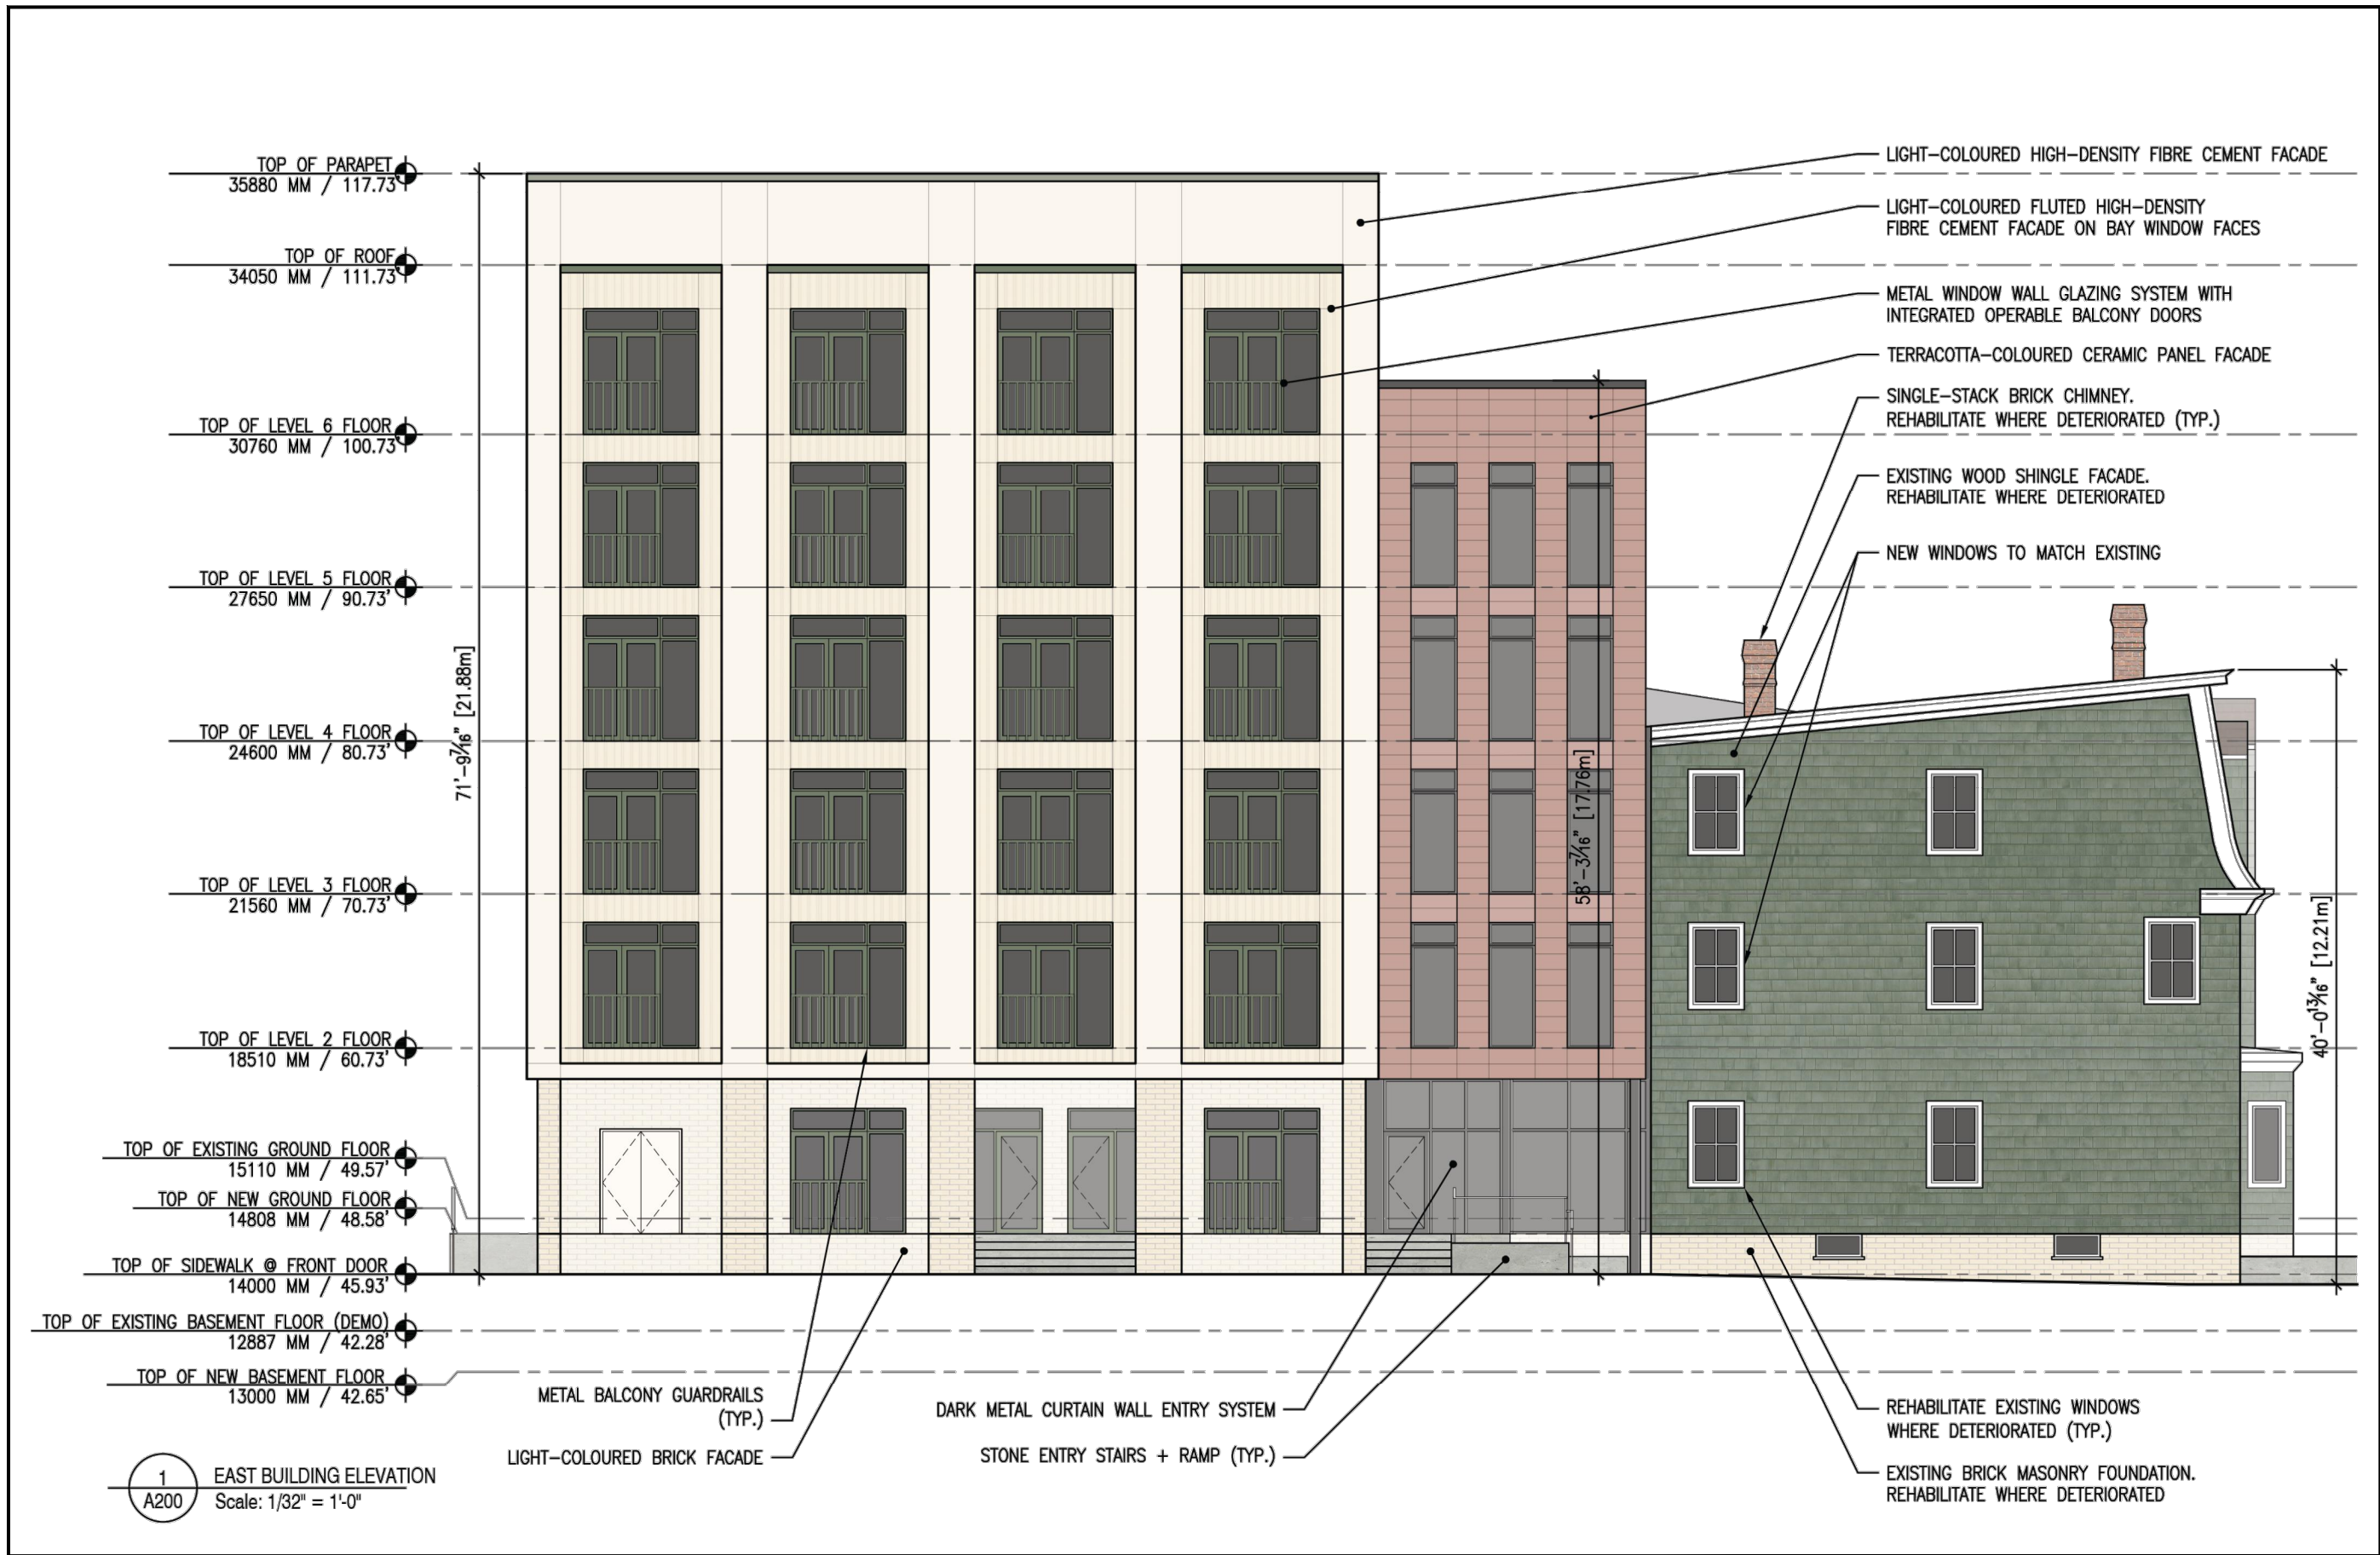 TOP OF PARAPET
35880 MM / 117.73'
TOP OF ROOF
34050 MM / 111.73'
TOP OF LEVEL 6 FLOOR
30760 MM / 100.73'
TOP OF LEVEL 5 FLOOR
27650 MM / 90.73'
TOP OF LEVEL 4 FLOOR
24600 MM / 80.73'
TOP OF LEVEL 3 FLOOR
21560 MM / 70.73'
TOP OF LEVEL 2 FLOOR
18510 MM / 60.73'
TOP OF EXISTING GROUND FLOOR
15110 MM / 49.57'
TOP OF NEW GROUND FLOOR
14808 MM / 48.58'
TOP OF SIDEWALK @ FRONT DOOR
14000 MM / 45.93'
TOP OF EXISTING BASEMENT FLOOR (DEMO)
12887 MM / 42.28'
TOP OF NEW BASEMENT FLOOR
13000 MM / 42.65'
71'-9 7/16" [21.88m]
58'-3 7/16" [17.76m]
40'-0 13/16" [12.21m]
LIGHT-COLOURED HIGH-DENSITY FIBRE CEMENT FACADE
LIGHT-COLOURED FLUTED HIGH-DENSITY
FIBRE CEMENT FACADE ON BAY WINDOW FACES
METAL WINDOW WALL GLAZING SYSTEM WITH
INTEGRATED OPERABLE BALCONY DOORS
TERRACOTTA-COLOURED CERAMIC PANEL FACADE
SINGLE-STACK BRICK CHIMNEY.
REHABILITATE WHERE DETERIORATED (TYP.)
EXISTING WOOD SHINGLE FACADE.
REHABILITATE WHERE DETERIORATED
NEW WINDOWS TO MATCH EXISTING
METAL BALCONY GUARDRAILS
(TYP.)
LIGHT-COLOURED BRICK FACADE
DARK METAL CURTAIN WALL ENTRY SYSTEM
STONE ENTRY STAIRS + RAMP (TYP.)
REHABILITATE EXISTING WINDOWS
WHERE DETERIORATED (TYP.)
EXISTING BRICK MASONRY FOUNDATION.
REHABILITATE WHERE DETERIORATED
1
A200
EAST BUILDING ELEVATION
Scale: 1/32" = 1'-0"